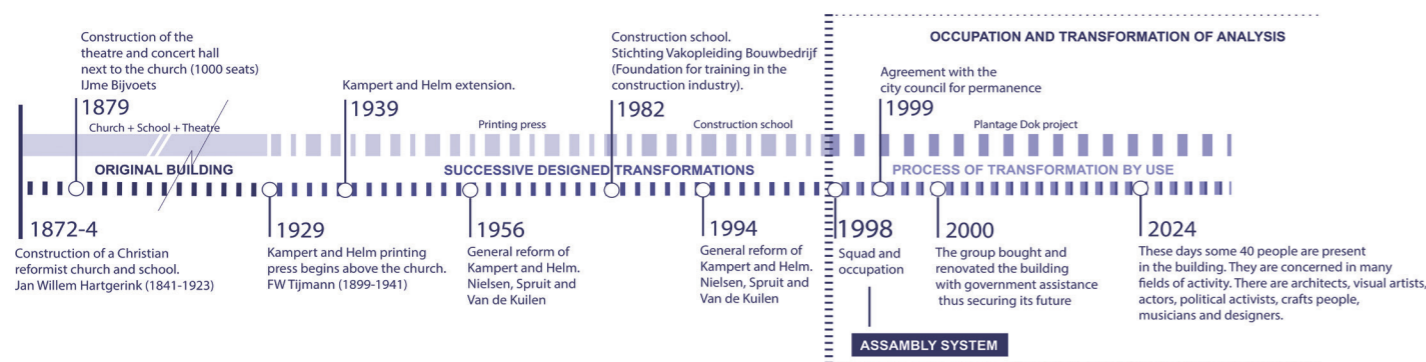 OCCUPATION AND TRANSFORMATION OF ANALYSIS
Construction of the
theatre and concert hall
next to the church (1000 seats)
IJme Bijvoets
1879
Kampert and Helm extension.
1939
Construction school.
Stichting Vakopleiding Bouwbedrijf
(Foundation for training in the
construction industry).
1982
Agreement with the
city council for permanence
1999
Church + School + Theatre
Printing press
Construction school
Plantage Dok project
ORIGINAL BUILDING
SUCCESSIVE DESIGNED TRANSFORMATIONS
PROCESS OF TRANSFORMATION BY USE
1872-4
Construction of a Christian
reformist church and school.
Jan Willem Hartgerink (1841-1923)
1929
Kampert and Helm printing
press begins above the church.
FW Tijmann (1899-1941)
1956
General reform of
Kampert and Helm.
Nielsen, Spruit and
Van de Kuilen
1994
General reform of
Kampert and Helm.
Nielsen, Spruit and
Van de Kuilen
1998
Squad and
occupation
2000
The group bought and
renovated the building
with government assistance
thus securing its future
2024
These days some 40 people are present
in the building. They are concerned in many
fields of activity. There are architects, visual artists,
actors, political activists, crafts people,
musicians and designers.
ASSAMBLY SYSTEM